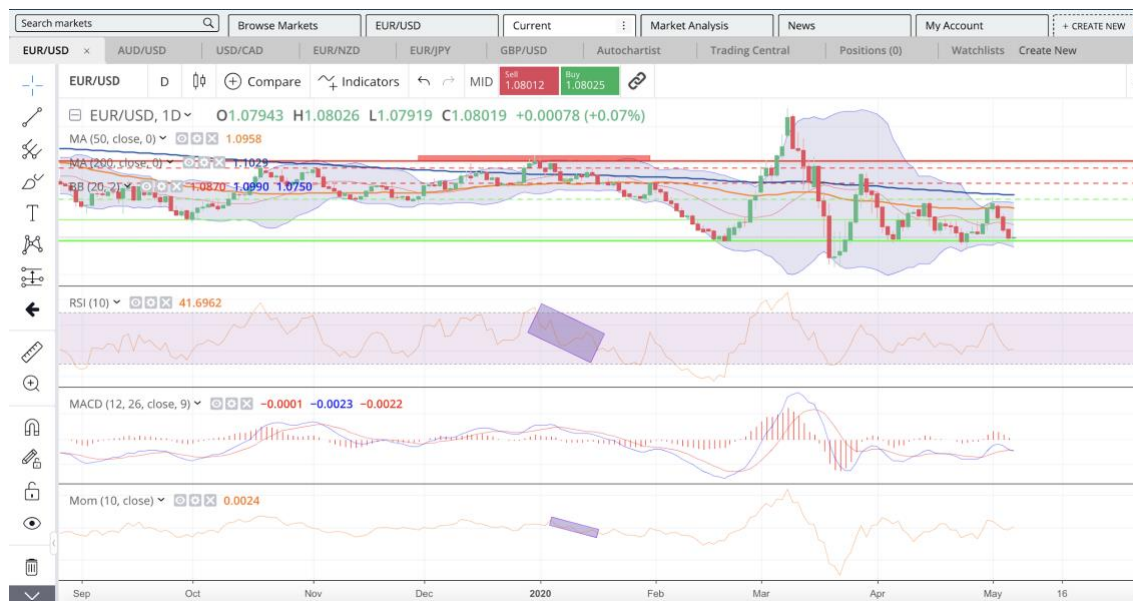 Search markets
Browse Markets
EUR/USD
Current
Market Analysis
News
My Account
+ CREATE NEW
EUR/USD × AUD/USD USD/CAD EUR/NZD EUR/JPY GBP/USD Autochartist Trading Central Positions (0) Watchlists Create New
EUR/USD D Compare Indicators MID Sell 1.08012 Buy 1.08025
EUR/USD, 1D O1.07943 H1.08026 L1.07919 C1.08019 +0.00078 (+0.07%)
MA (50, close, 0) 1.0958
MA (200, close, 0) 1.1029
BB (20, 2) 1.0870 1.0990 1.0750
RSI (10) 41.6962
MACD (12, 26, close, 9) −0.0001 −0.0023 −0.0022
Mom (10, close) 0.0024
Sep Oct Nov Dec 2020 Feb Mar Apr May 16